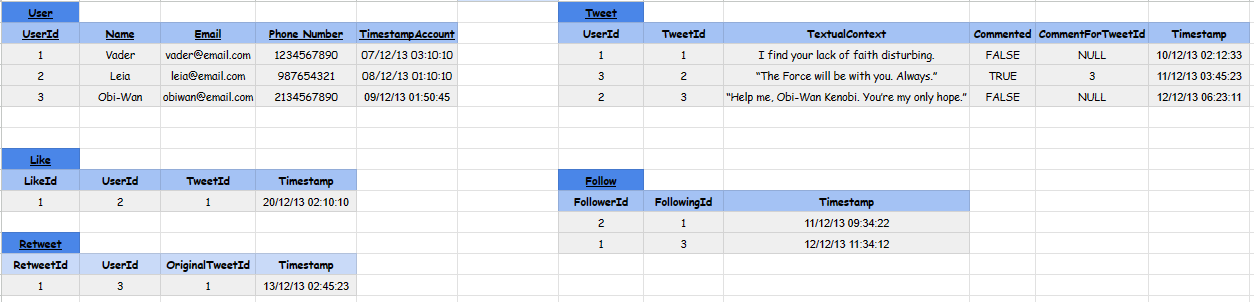 User
UserId Name Email Phone Number TimestampAccount
1 Vader vader@email.com 1234567890 07/12/13 03:10:10
2 Leia leia@email.com 987654321 08/12/13 01:10:10
3 Obi-Wan obiwan@email.com 2134567890 09/12/13 01:50:45
Tweet
UserId TweetId TextualContext Commented CommentForTweetId Timestamp
1 1 I find your lack of faith disturbing. FALSE NULL 10/12/13 02:12:33
3 2 “The Force will be with you. Always.” TRUE 3 11/12/13 03:45:23
2 3 “Help me, Obi-Wan Kenobi. You're my only hope.” FALSE NULL 12/12/13 06:23:11
Like
LikeId UserId TweetId Timestamp
1 2 1 20/12/13 02:10:10
Follow
FollowerId FollowingId Timestamp
2 1 11/12/13 09:34:22
1 3 12/12/13 11:34:12
Retweet
RetweetId UserId OriginalTweetId Timestamp
1 3 1 13/12/13 02:45:23